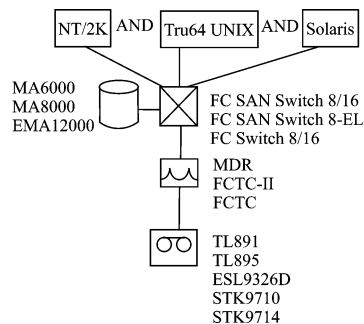 NT/2K AND Tru64 UNIX AND Solaris
MA6000
MA8000
EMA12000
FC SAN Switch 8/16
FC SAN Switch 8-EL
FC Switch 8/16
MDR
FCTC-II
FCTC
TL891
TL895
ESL9326D
STK9710
STK9714